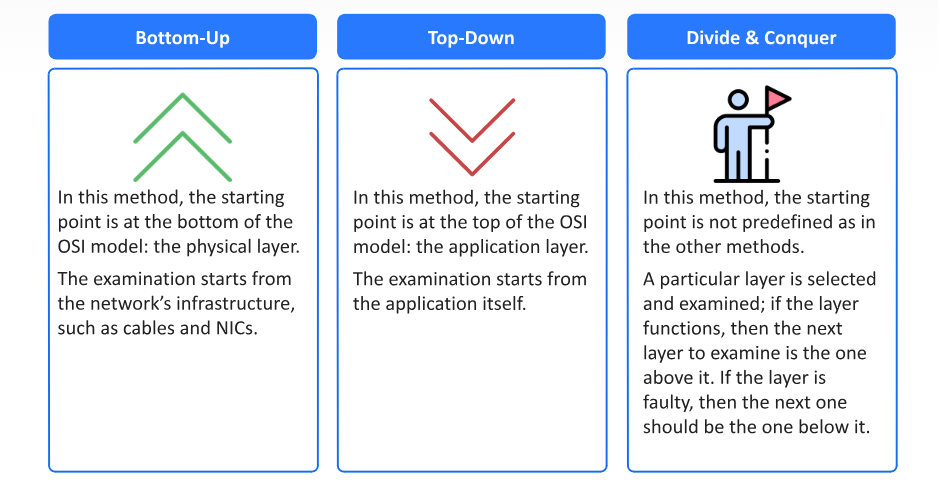 Bottom-Up
In this method, the starting
point is at the bottom of the
OSI model: the physical layer.
The examination starts from
the network’s infrastructure,
such as cables and NICs.
Top-Down
In this method, the starting
point is at the top of the OSI
model: the application layer.
The examination starts from
the application itself.
Divide & Conquer
In this method, the starting
point is not predefined as in
the other methods.
A particular layer is selected
and examined; if the layer
functions, then the next
layer to examine is the one
above it. If the layer is
faulty, then the next one
should be the one below it.